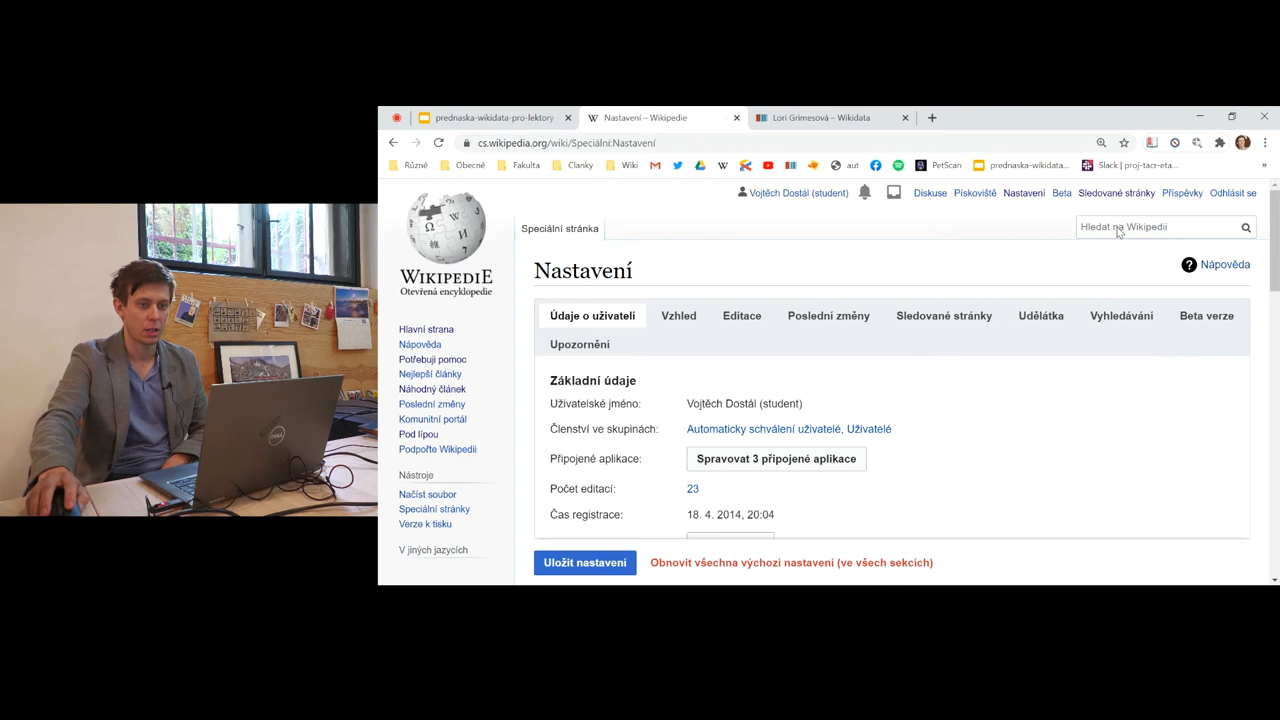 prednaska-wikidata-pro-lektory
Nastavení – Wikipedie
Lori Grimesová – Wikidata
cs.wikipedia.org/wiki/Speciální:Nastavení
Různé
Obecně
Fakulta
Clanky
Wiki
aut
PetScan
prednaska-wikidata...
Slack | proj-tacr-eta...
»
Vojtěch Dostál (student)
Diskuse
Pískoviště
Nastavení
Beta
Sledované stránky
Příspěvky
Odhlásit se
Speciální stránka
Hledat na Wikipedii
WIKIPEDIE
Otevřená encyklopedie
Nastavení
Nápověda
Údaje o uživateli
Vzhled
Editace
Poslední změny
Sledované stránky
Udělátka
Vyhledávání
Beta verze
Upozornění
Hlavní strana
Nápověda
Potřebuji pomoc
Nejlepší články
Náhodný článek
Poslední změny
Komunitní portál
Pod lípou
Podpořte Wikipedii
Nástroje
Načíst soubor
Speciální stránky
Verze k tisku
V jiných jazycích
Základní údaje
Uživatelské jméno: Vojtěch Dostál (student)
Členství ve skupinách: Automaticky schválení uživatelé, Uživatelé
Připojené aplikace: Spravovat 3 připojené aplikace
Počet editací: 23
Čas registrace: 18. 4. 2014, 20:04
Uložit nastavení
Obnovit všechna výchozí nastavení (ve všech sekcích)
DELL